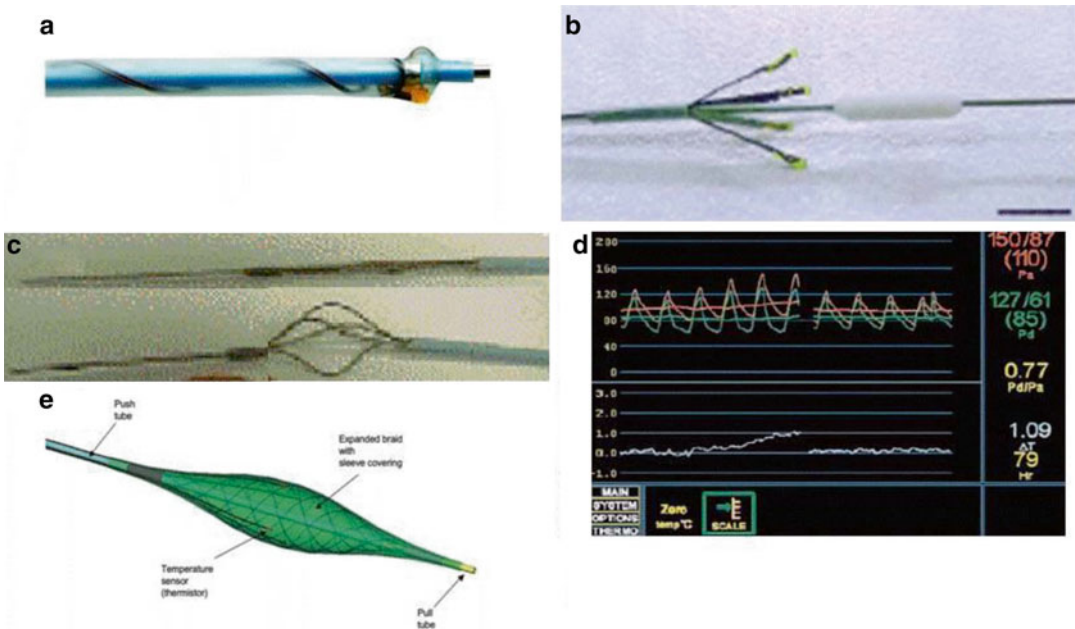 a
b
c
d
200
160
120
80
40
0
3.0
2.0
1.0
0.0
-1.0
150/87
(110)
Pa
127/61
(85)
Pd
0.77
Pd/Pa
1.09
ΔT
79
Hr
MAIN
SYSTEM
OPTIONS
THERMO
Zero
temp°C
SCALE
e
Push
tube
Expanded braid
with
sleeve covering
Temperature
sensor
(thermistor)
Pull
tube